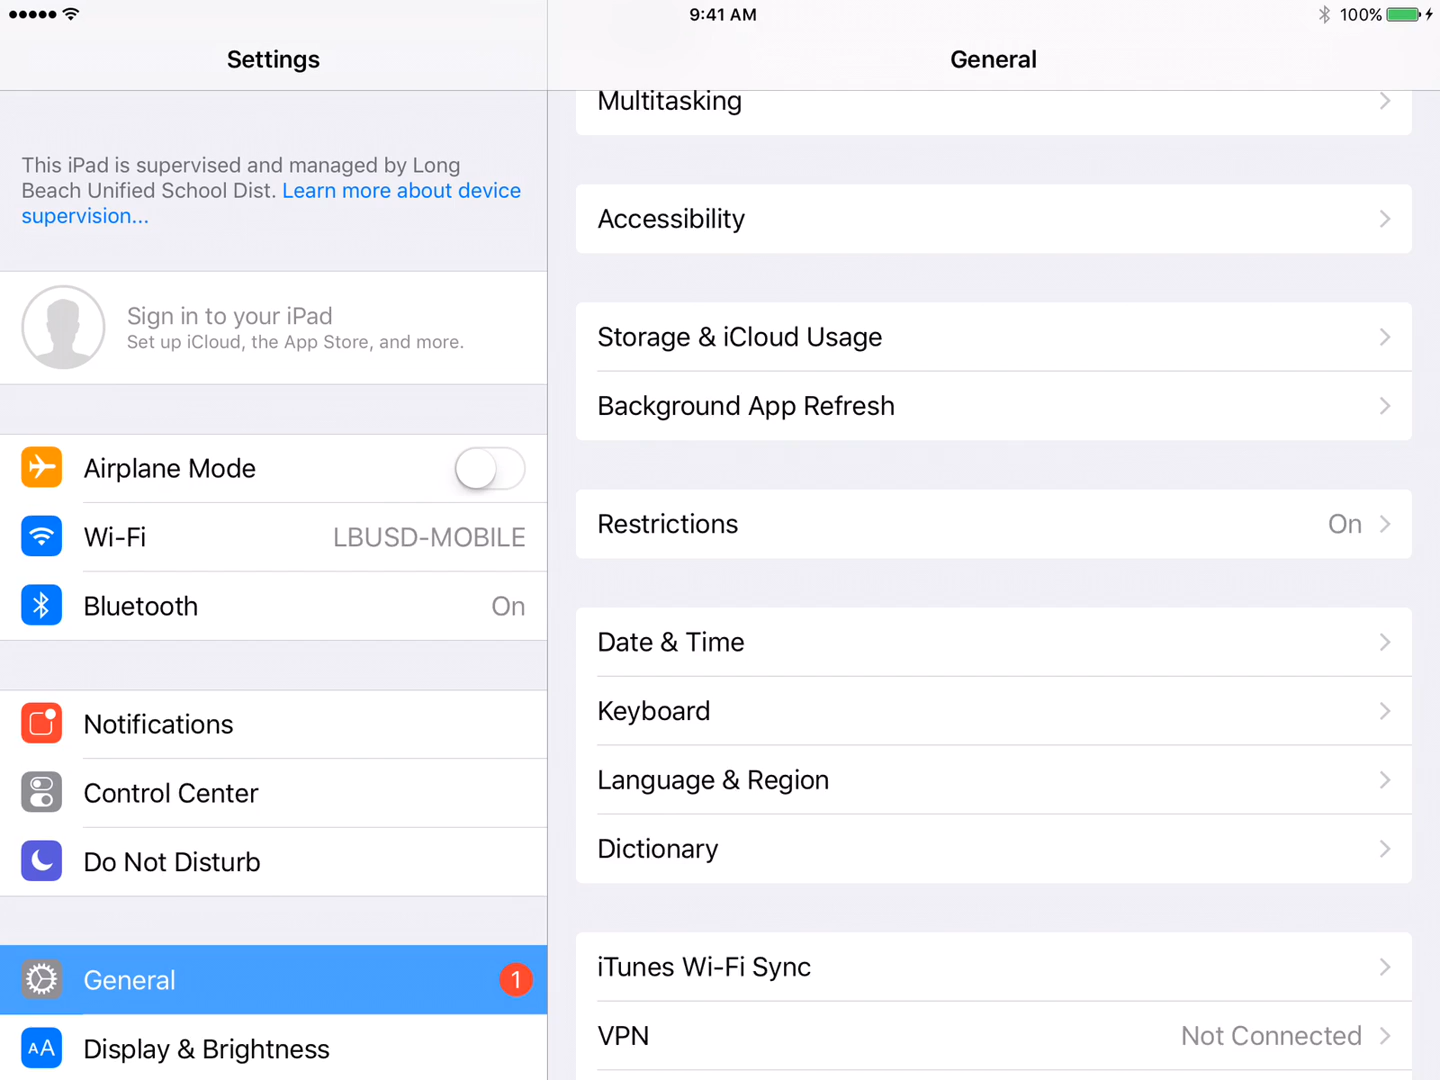 9:41 AM
100%
Settings
This iPad is supervised and managed by Long
Beach Unified School Dist. Learn more about device
supervision...
Sign in to your iPad
Set up iCloud, the App Store, and more.
Airplane Mode
Wi-Fi LBUSD-MOBILE
Bluetooth On
Notifications
Control Center
Do Not Disturb
General 1
AA Display & Brightness
General
Multitasking
Accessibility
Storage & iCloud Usage
Background App Refresh
Restrictions On
Date & Time
Keyboard
Language & Region
Dictionary
iTunes Wi-Fi Sync
VPN Not Connected